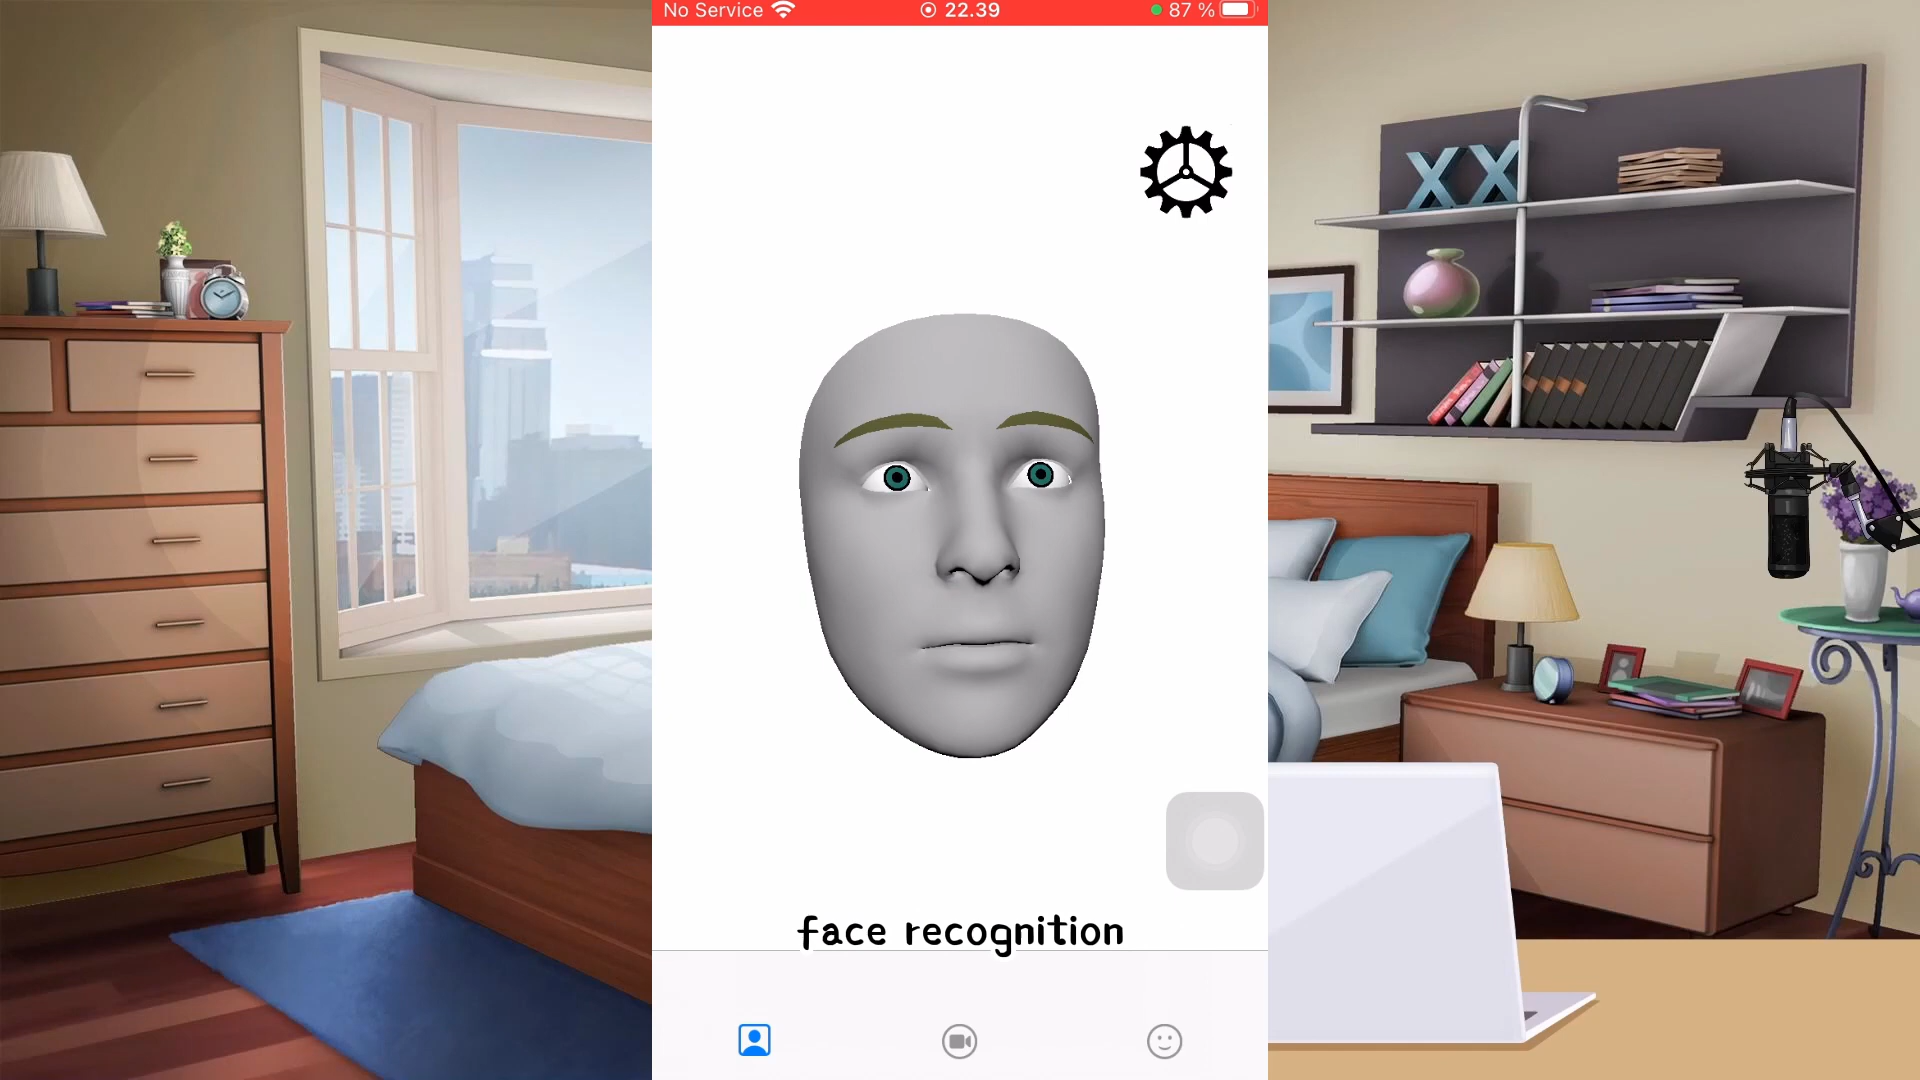 No Service 22.39 87 %
XX
face recognition